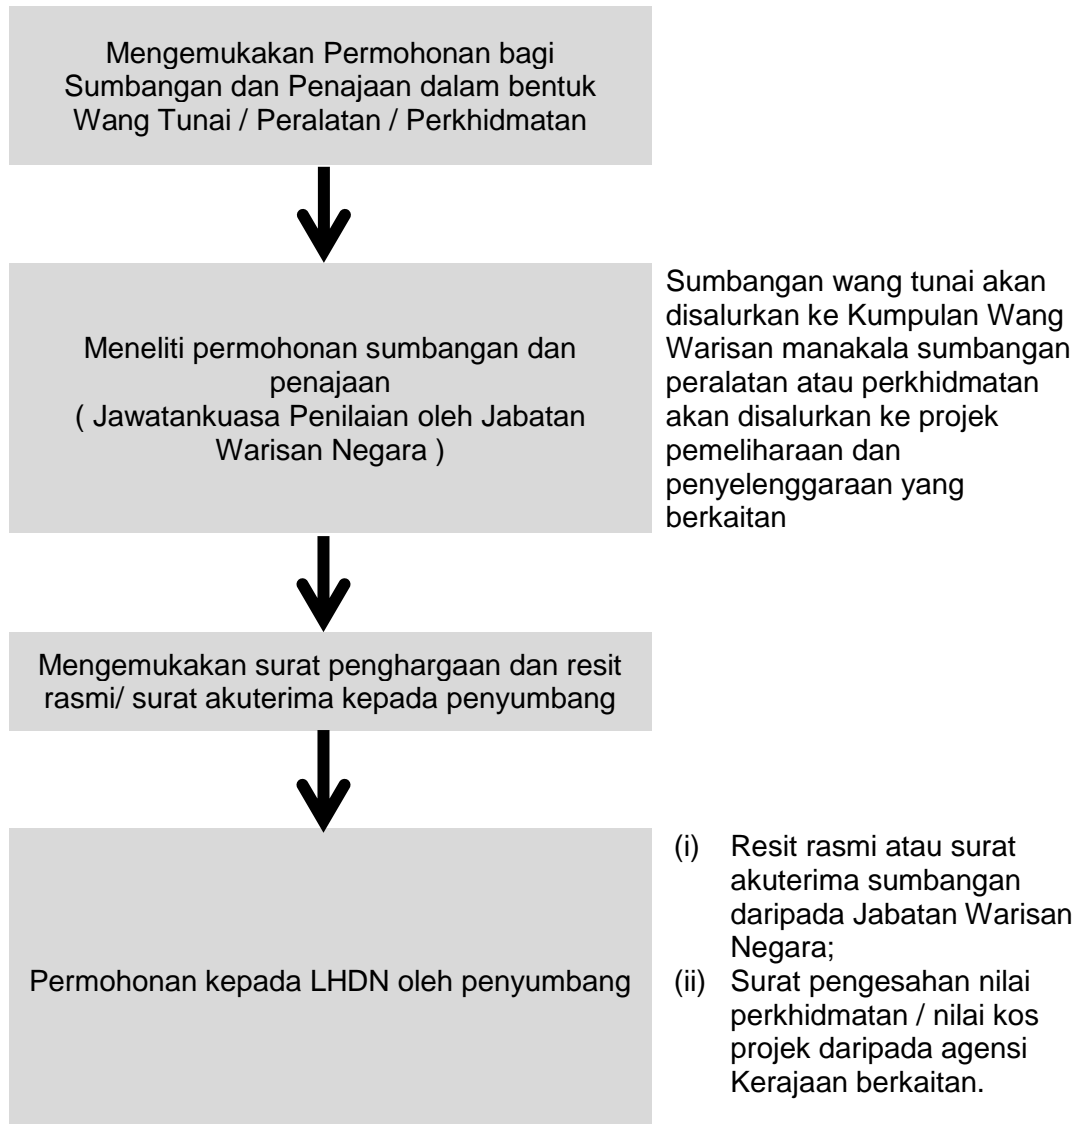 Mengemukakan Permohonan bagi
Sumbangan dan Penajaan dalam bentuk
Wang Tunai / Peralatan / Perkhidmatan
Meneliti permohonan sumbangan dan
penajaan
( Jawatankuasa Penilaian oleh Jabatan
Warisan Negara )
Sumbangan wang tunai akan
disalurkan ke Kumpulan Wang
Warisan manakala sumbangan
peralatan atau perkhidmatan
akan disalurkan ke projek
pemeliharaan dan
penyelenggaraan yang
berkaitan
Mengemukakan surat penghargaan dan resit
rasmi/ surat akuterima kepada penyumbang
Permohonan kepada LHDN oleh penyumbang
(i) Resit rasmi atau surat
akuterima sumbangan
daripada Jabatan Warisan
Negara;
(ii) Surat pengesahan nilai
perkhidmatan / nilai kos
projek daripada agensi
Kerajaan berkaitan.